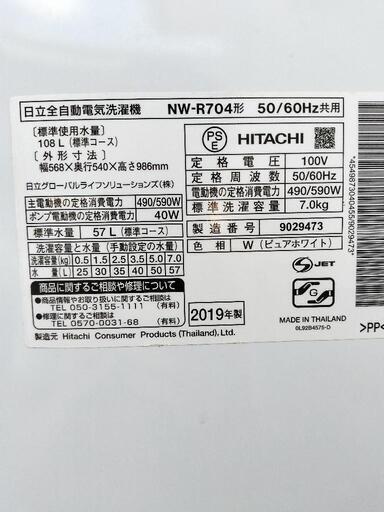 日立全自動電気洗濯機 NW-R704形 50/60Hz共用
〔標準使用水量〕
108 L (標準コース)
〔外形寸法〕
幅568×奥行540×高さ986mm
日立グローバルライフソリューションズ(株)
主電動機の定格消費電力 490/590W
ポンプ電動機の定格消費電力 40W
標準水量 57 L (標準コース)
洗濯容量と水量 (手動設定の水量)
洗濯容量(kg) 0.5 1.5 2.5 3.5 5.0 7.0
水量(L) 25 30 35 40 50 57
商品に関するご相談や修理について
●商品情報やお取り扱いに関するご相談は
TEL 050-3155-1111
●修理に関するご相談は
TEL 0570-0031-68
2019年製
製造元 Hitachi Consumer Products (Thailand), Ltd.
PS
E
HITACHI
定格電圧 100V
定格周波数 50/60Hz
電動機の定格消費電力 490/590W
標準洗濯容量 7.0kg
製造番号 9029473
色相 W (ピュアホワイト)
S JET
MADE IN THAILAND
0L92B4575-D
>PP<